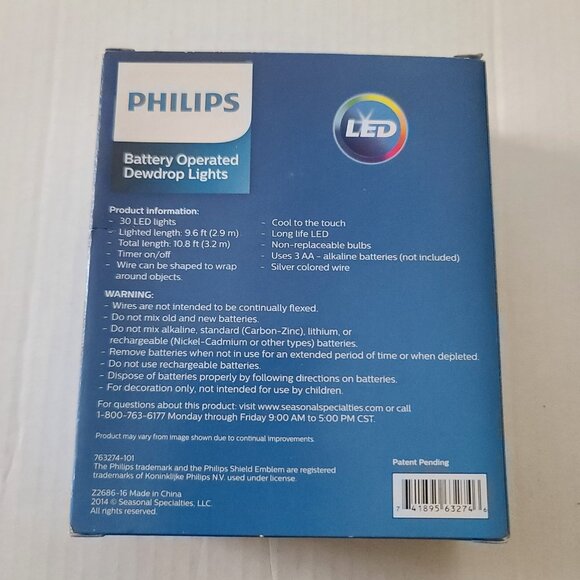 PHILIPS
LED
Battery Operated
Dewdrop Lights
Product information:
- 30 LED lights
- Lighted length: 9.6 ft (2.9 m)
- Total length: 10.8 ft (3.2 m)
- Timer on/off
- Wire can be shaped to wrap
around objects.
- Cool to the touch
- Long life LED
- Non-replaceable bulbs
- Uses 3 AA - alkaline batteries (not included)
- Silver colored wire
WARNING:
- Wires are not intended to be continually flexed.
- Do not mix old and new batteries.
- Do not mix alkaline, standard (Carbon-Zinc), lithium, or
rechargeable (Nickel-Cadmium or other types) batteries.
- Remove batteries when not in use for an extended period of time or when depleted.
- Do not use rechargeable batteries.
- Dispose of batteries properly by following directions on batteries.
- For decoration only, not intended for use by children.
For questions about this product: visit www.seasonalspecialties.com or call
1-800-763-6177 Monday through Friday 9:00 AM to 5:00 PM CST.
Product may vary from image shown due to continual improvements.
763274-101
The Philips trademark and the Philips Shield Emblem are registered
trademarks of Koninklijke Philips N.V. used under license.
Z2686-16 Made in China
2014 © Seasonal Specialties, LLC.
All rights reserved.
Patent Pending
7 41895 63274 6